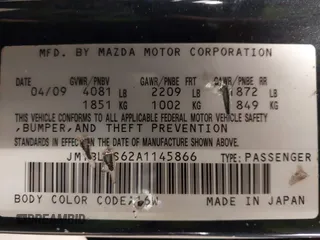 MFD. BY MAZDA MOTOR CORPORATION
GVWR/PNBV GAWR/PNBE FRT GAWR/PNBE RR
04/09 4081 LB 2209 LB 1872 LB
1851 KG 1002 KG 849 KG
THIS VEHICLE CONFORMS TO ALL APPLICABLE FEDERAL MOTOR VEHICLE SAFETY
,BUMPER,AND THEFT PREVENTION
STANDARDS IN EFFECT ON THE DATE OF MANUFACTURE SHOWN ABOVE.
TYPE:PASSENGER
BODY COLOR CODE MADE IN JAPAN